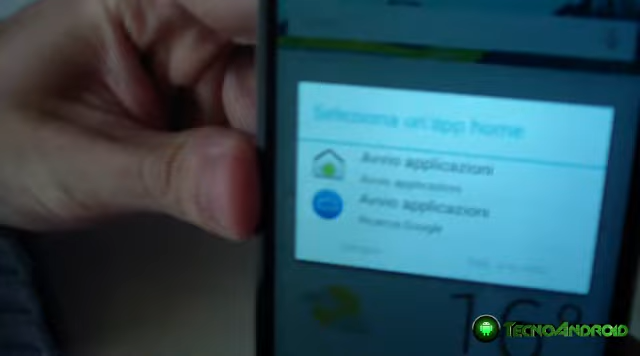 Seleziona un'app home
Avvio applicazioni
Avvio applicazioni
Avvio applicazioni
Ricerca Google
16°
TECNOANDROID